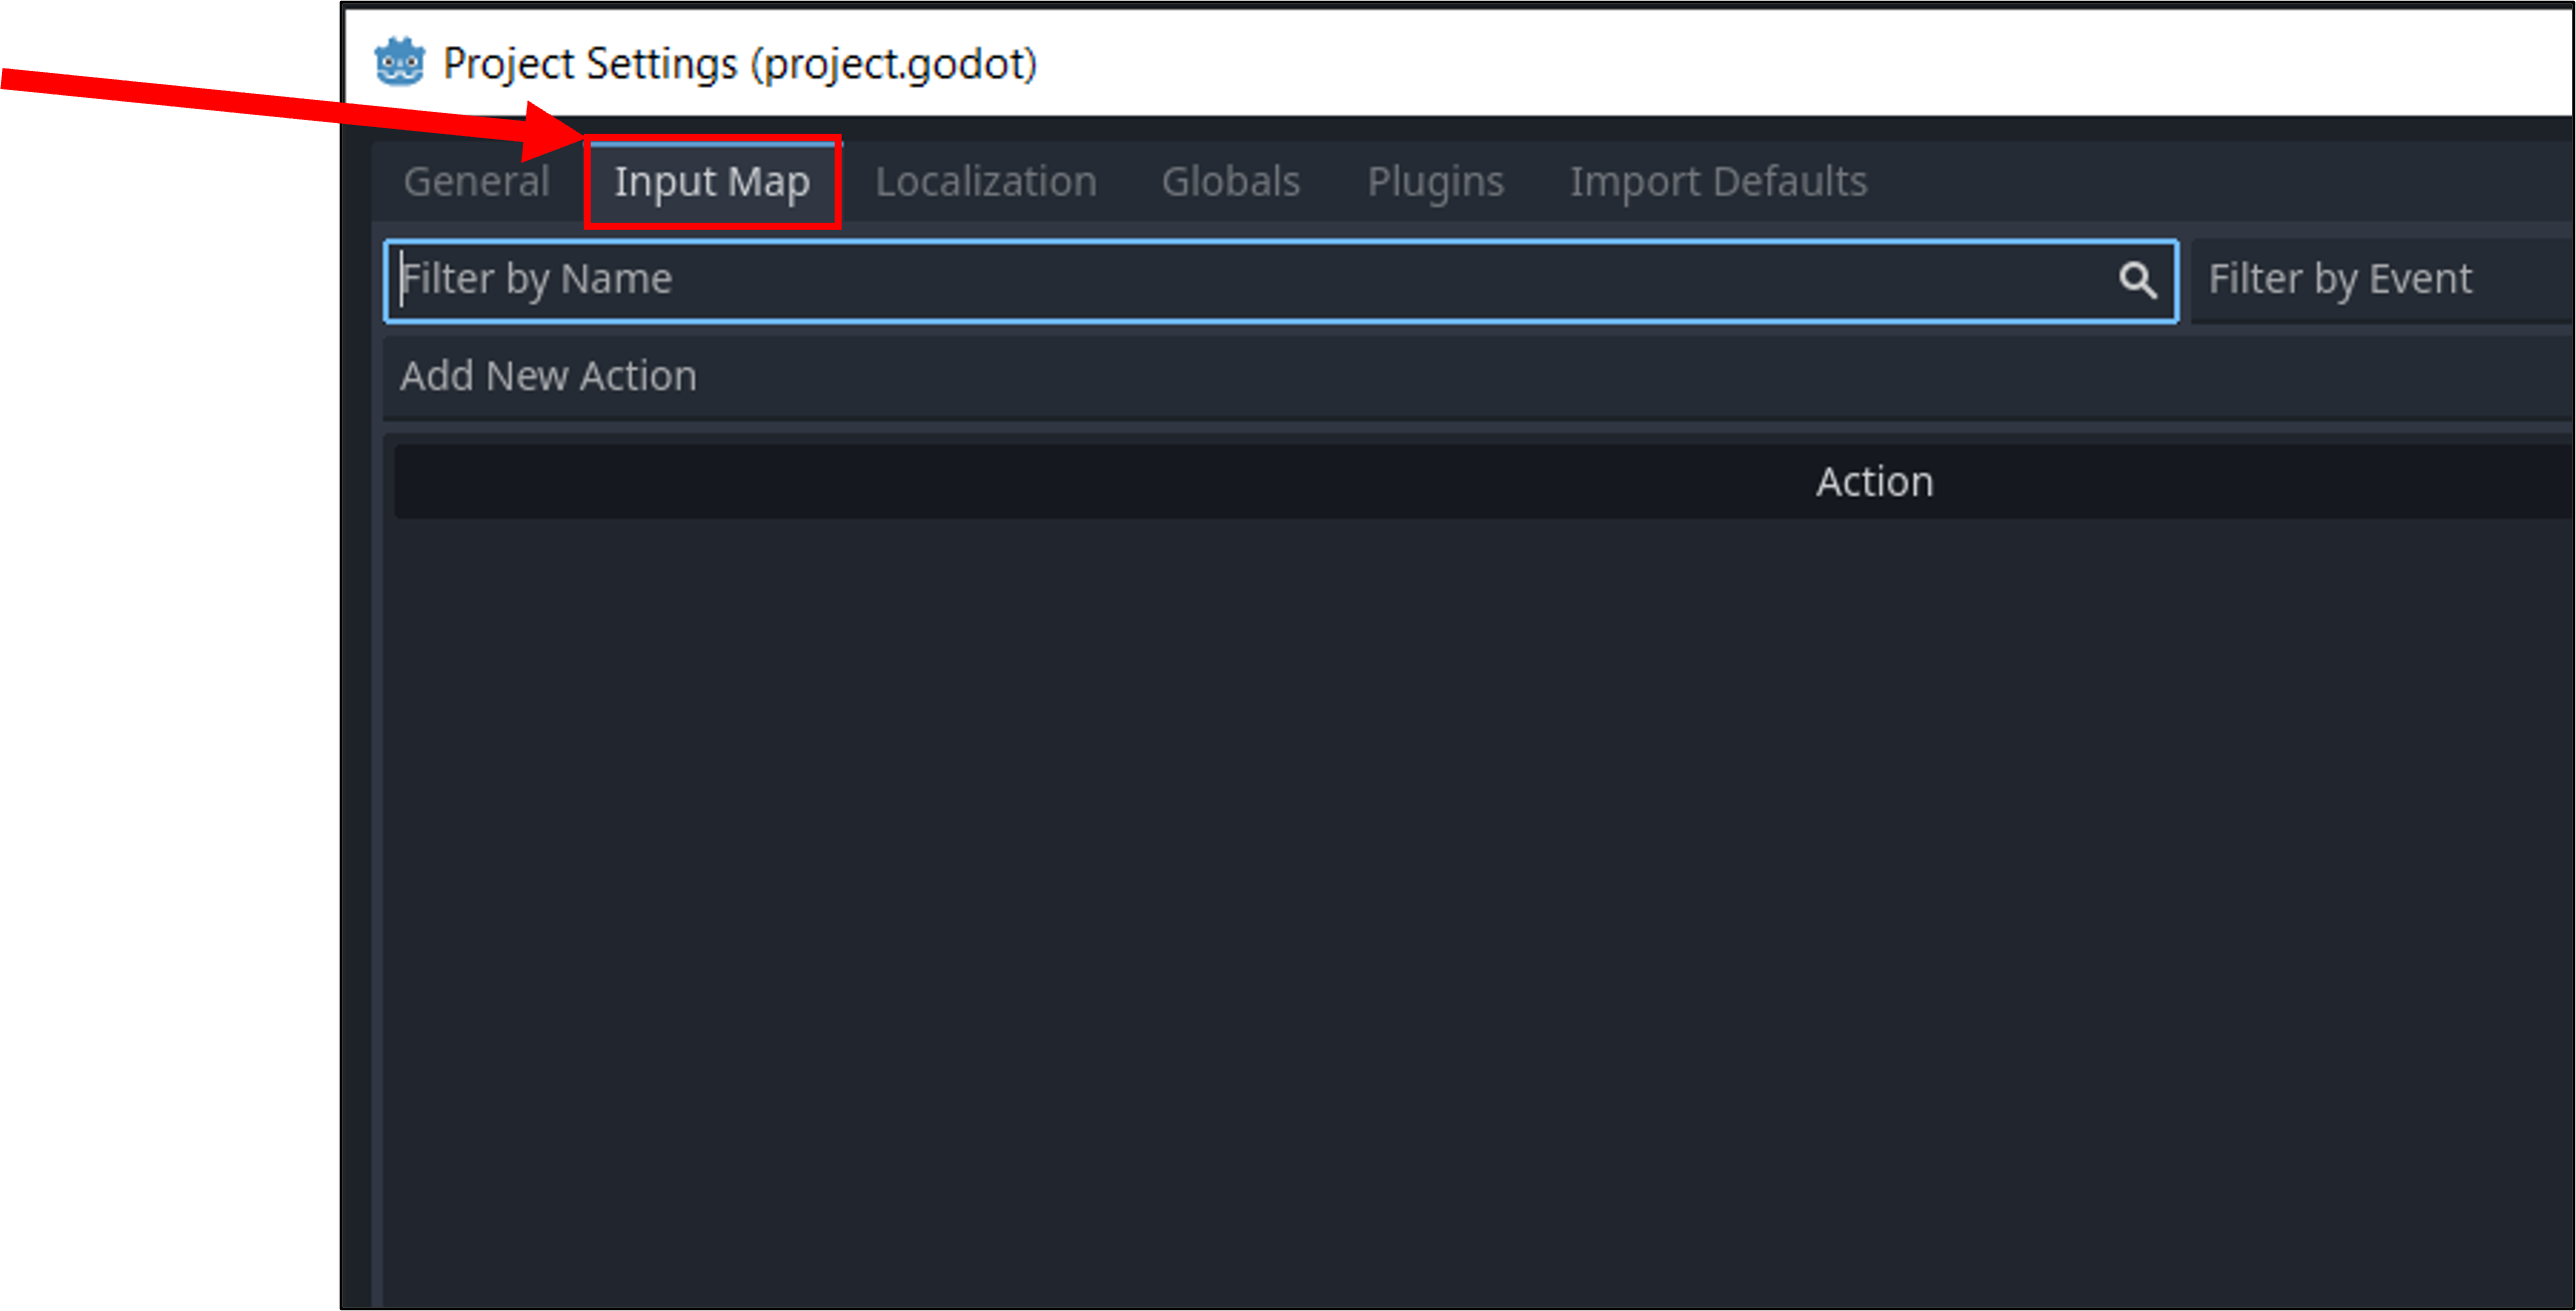 Project Settings (project.godot)
General Input Map Localization Globals Plugins Import Defaults
Filter by Name Filter by Event
Add New Action
Action